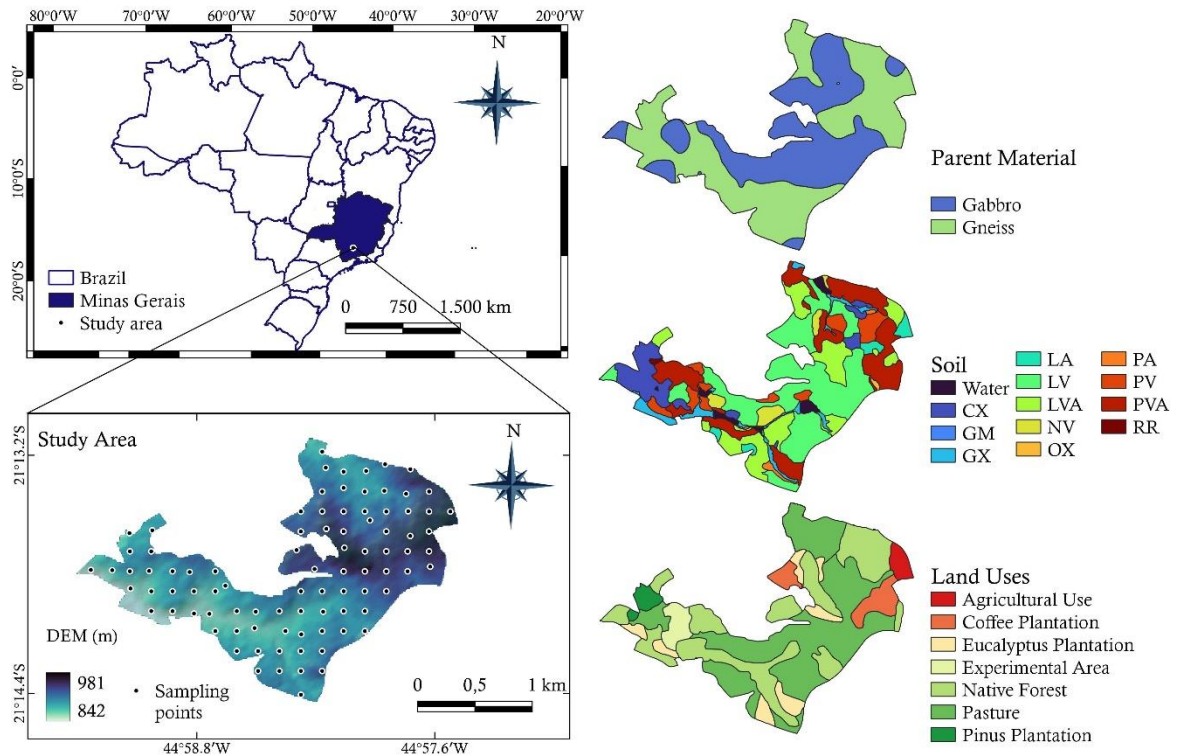 80°0'W 70°0'W 60°0'W 50°0'W 40°0'W 30°0'W 20°0'W
0°0'
10°0'S
20°0'S
N
Brazil
Minas Gerais
Study area
0 750 1.500 km
Study Area
N
21°13.2'S
21°14.4'S
DEM (m)
981
842
Sampling
points
0 0,5 1 km
44°58.8'W 44°57.6'W
Parent Material
Gabbro
Gneiss
Soil
Water
CX
GM
GX
LA
LV
LVA
NV
OX
PA
PV
PVA
RR
Land Uses
Agricultural Use
Coffee Plantation
Eucalyptus Plantation
Experimental Area
Native Forest
Pasture
Pinus Plantation